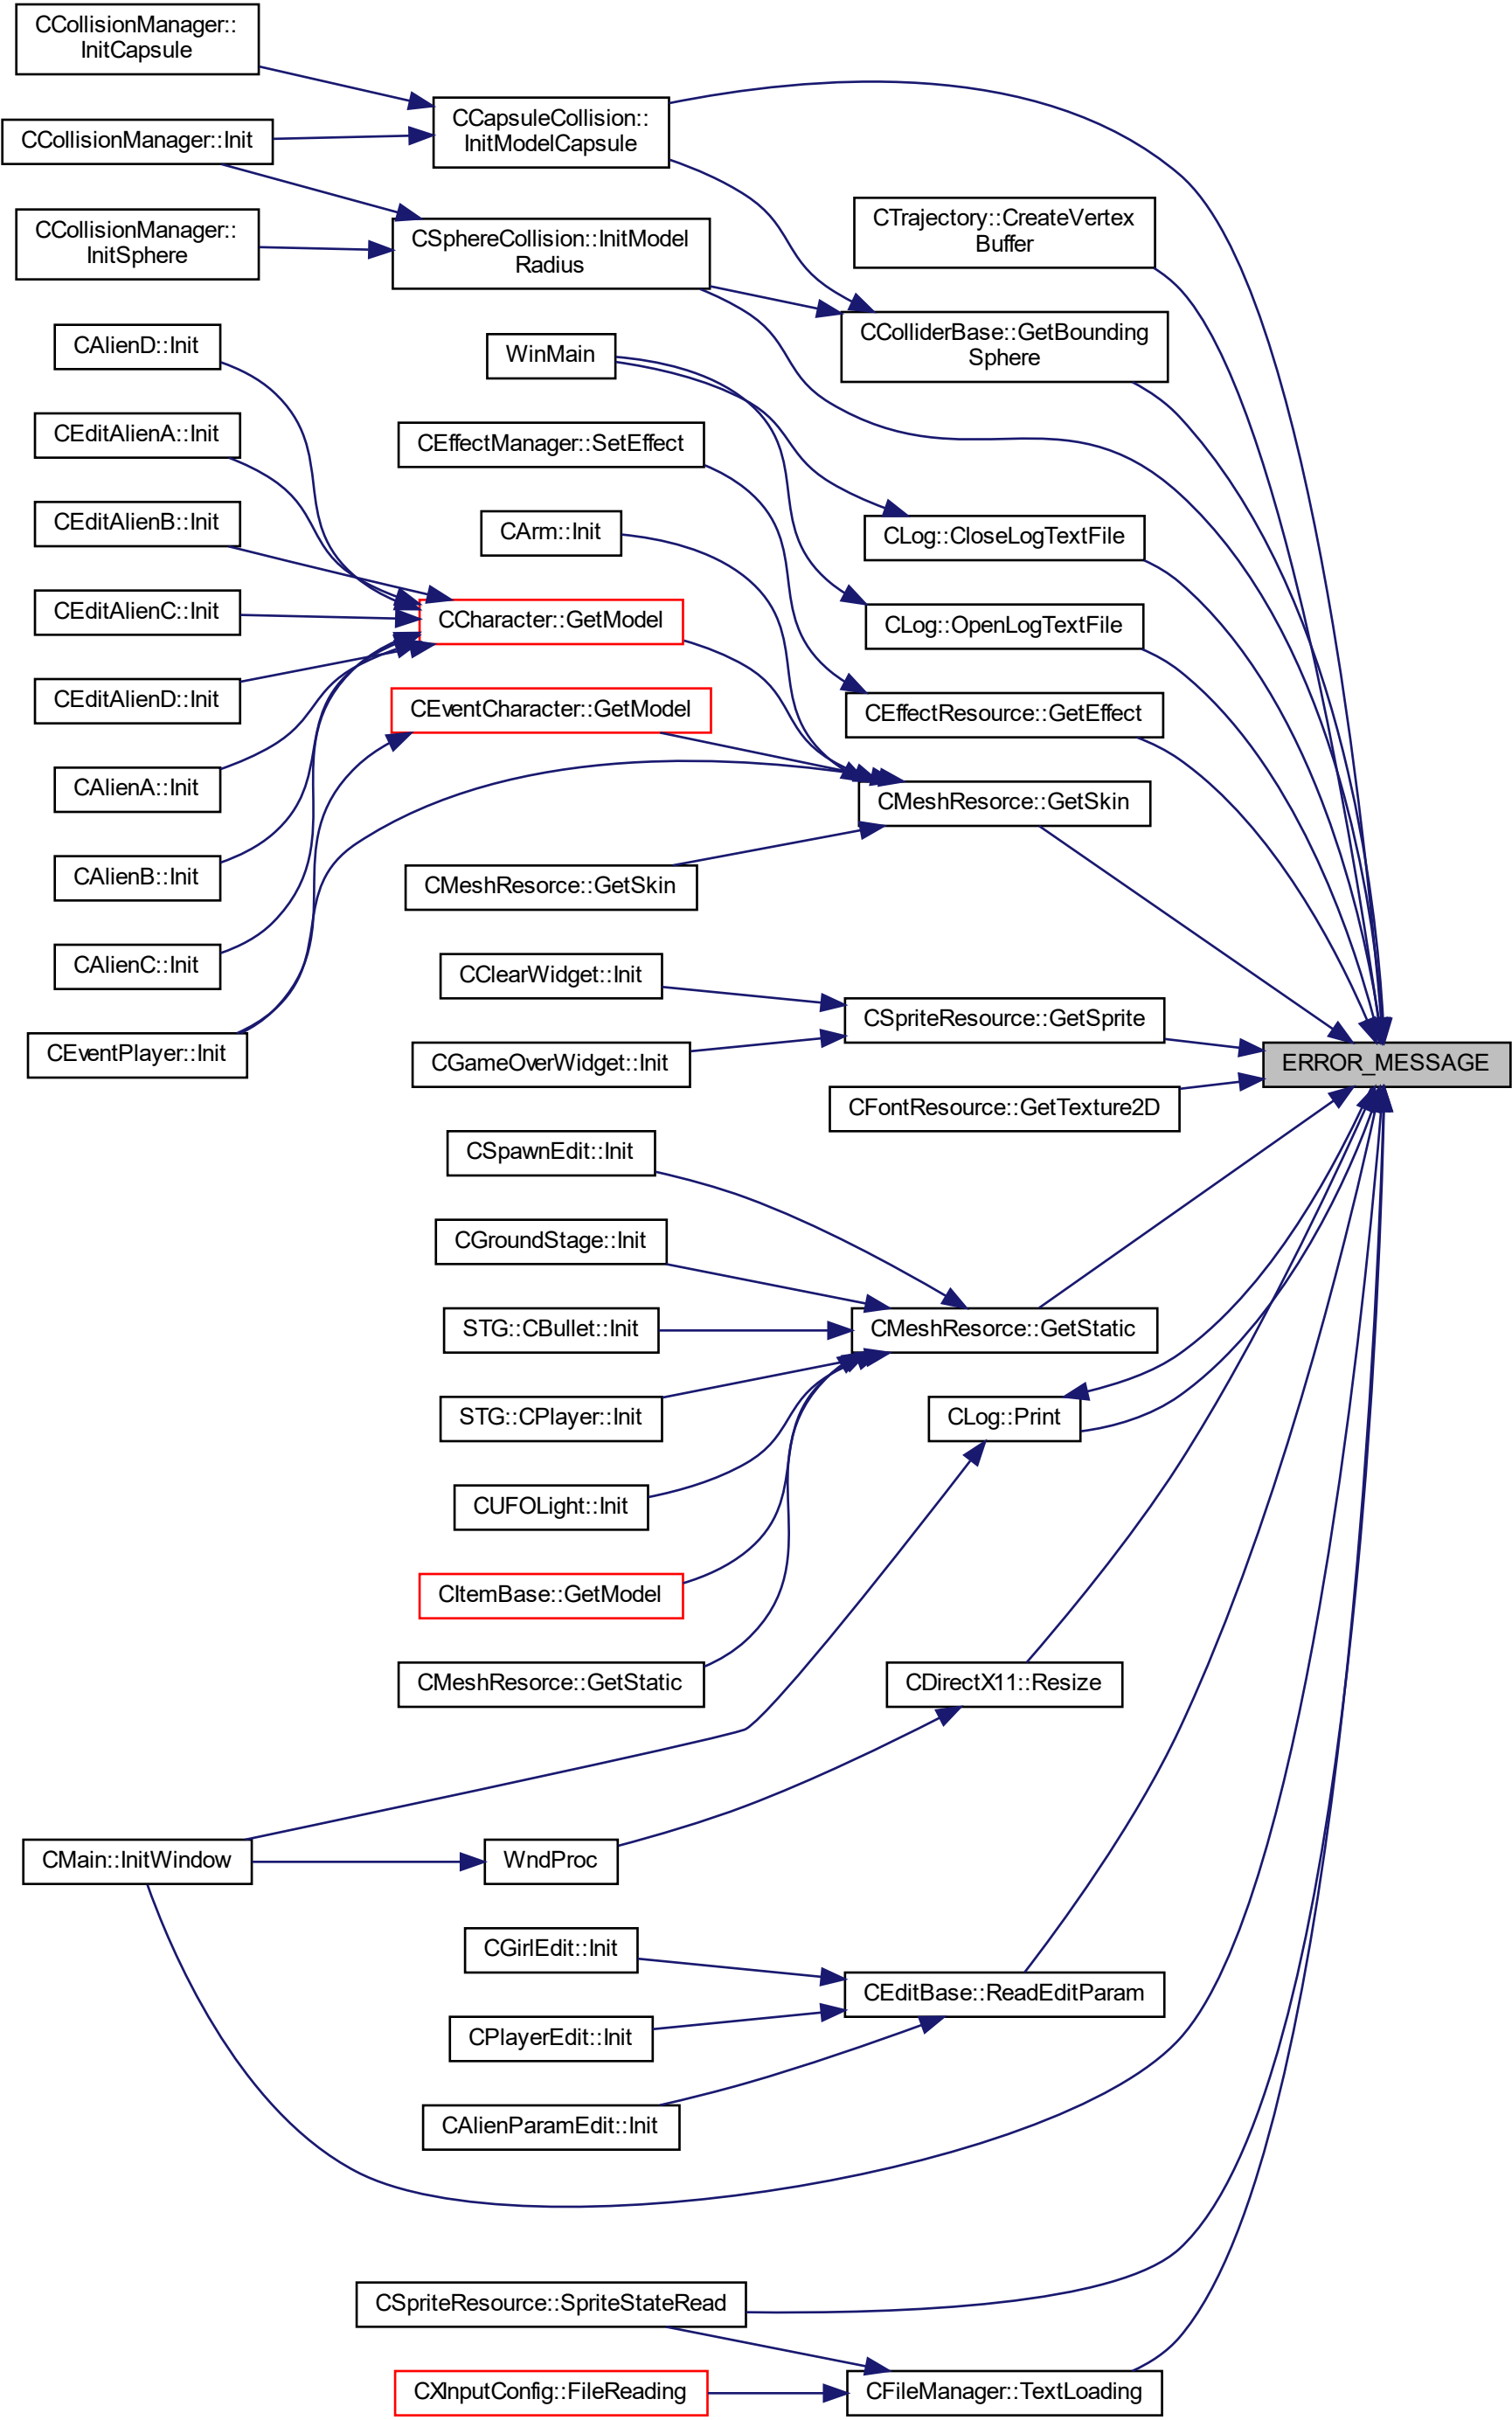 CCollisionManager::
InitCapsule
CCapsuleCollision::
InitModelCapsule
CCollisionManager::Init
CTrajectory::CreateVertex
Buffer
CCollisionManager::
InitSphere
CSphereCollision::InitModel
Radius
CColliderBase::GetBounding
Sphere
CAlienD::Init
WinMain
CEditAlienA::Init
CEffectManager::SetEffect
CEditAlienB::Init
CArm::Init
CLog::CloseLogTextFile
CEditAlienC::Init
CCharacter::GetModel
CLog::OpenLogTextFile
CEditAlienD::Init
CEventCharacter::GetModel
CEffectResource::GetEffect
CAlienA::Init
CMeshResorce::GetSkin
CAlienB::Init
CMeshResorce::GetSkin
CAlienC::Init
CClearWidget::Init
CSpriteResource::GetSprite
CEventPlayer::Init
CGameOverWidget::Init
ERROR_MESSAGE
CFontResource::GetTexture2D
CSpawnEdit::Init
CGroundStage::Init
STG::CBullet::Init
CMeshResorce::GetStatic
STG::CPlayer::Init
CLog::Print
CUFOLight::Init
CItemBase::GetModel
CMeshResorce::GetStatic
CDirectX11::Resize
CMain::InitWindow
WndProc
CGirlEdit::Init
CEditBase::ReadEditParam
CPlayerEdit::Init
CAlienParamEdit::Init
CSpriteResource::SpriteStateRead
CXInputConfig::FileReading
CFileManager::TextLoading